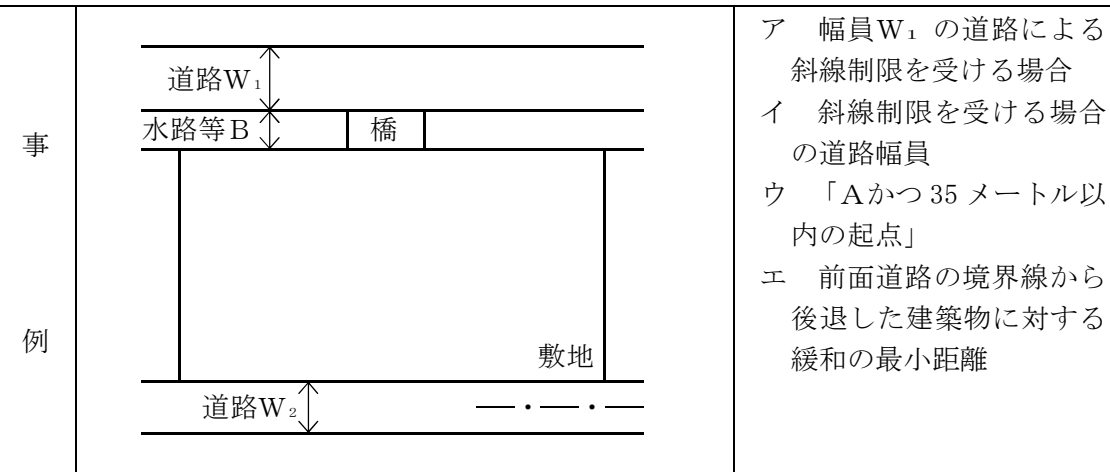 事
例
道路W₁
水路等B
橋
敷地
道路W₂
ア 幅員W₁ の道路による
斜線制限を受ける場合
イ 斜線制限を受ける場合
の道路幅員
ウ 「Aかつ 35 メートル以
内の起点」
エ 前面道路の境界線から
後退した建築物に対する
緩和の最小距離